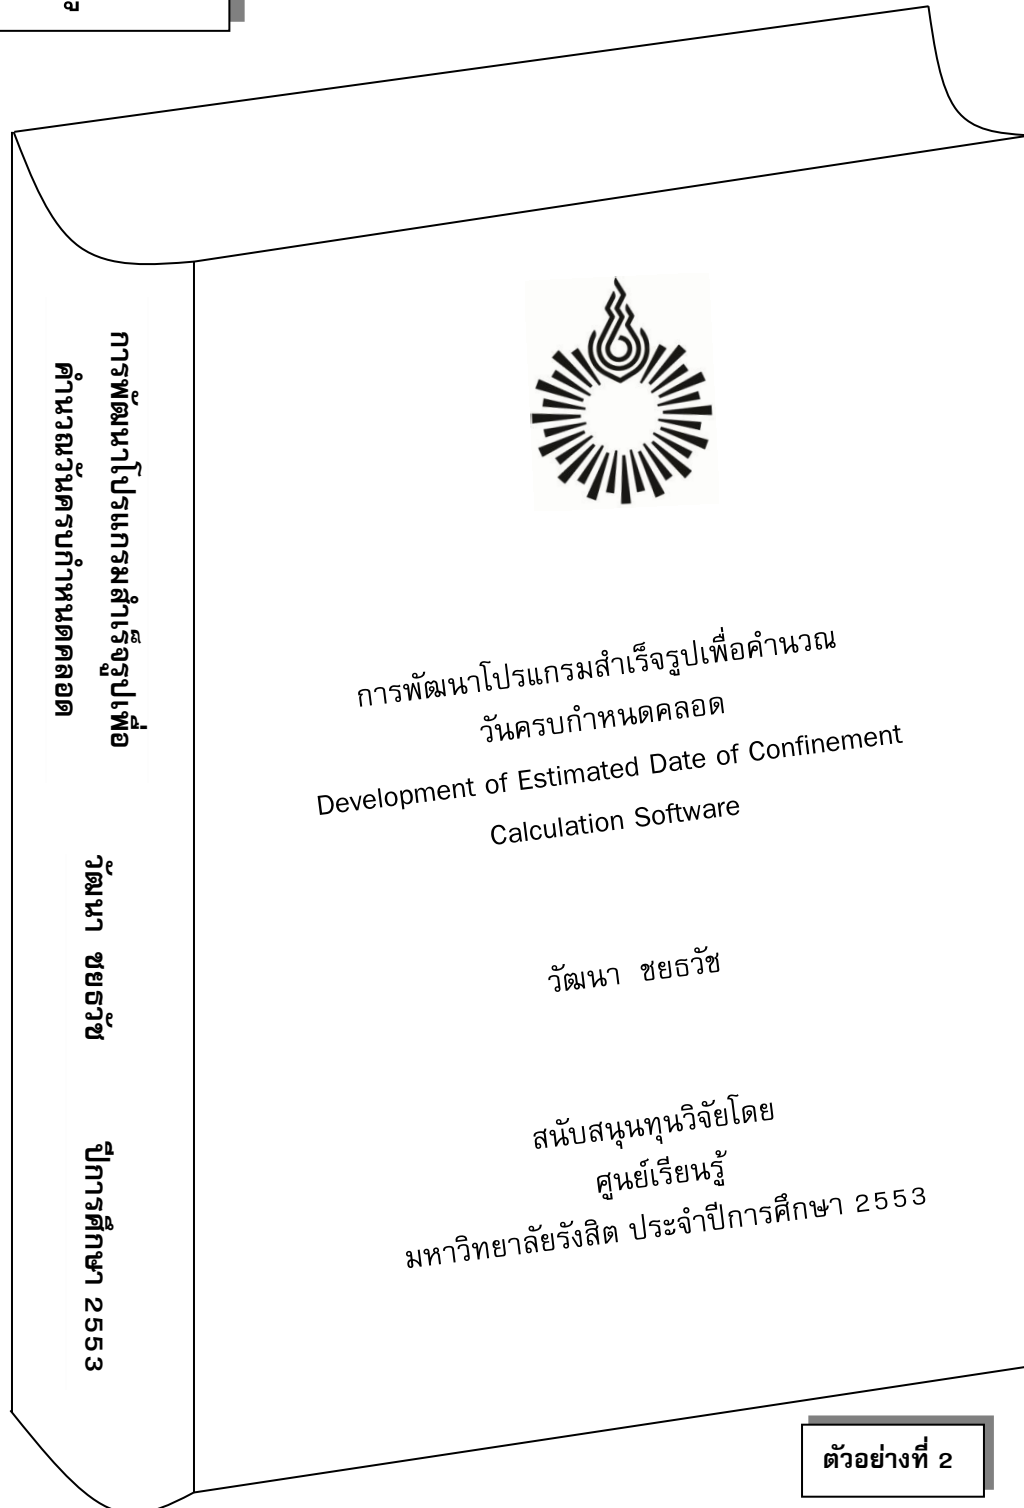 การพัฒนาโปรแกรมสำเร็จรูปเพื่อ
คำนวณวันครบกำหนดคลอด
วัฒนา ชยธวัช
ปีการศึกษา 2553
การพัฒนาโปรแกรมสำเร็จรูปเพื่อคำนวณ
วันครบกำหนดคลอด
Development of Estimated Date of Confinement
Calculation Software
วัฒนา ชยธวัช
สนับสนุนทุนวิจัยโดย
ศูนย์เรียนรู้
มหาวิทยาลัยรังสิต ประจำปีการศึกษา 2553
ตัวอย่างที่ 2